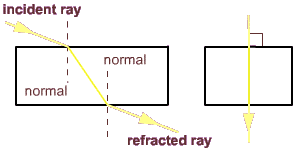 incident ray
normal
normal
refracted ray